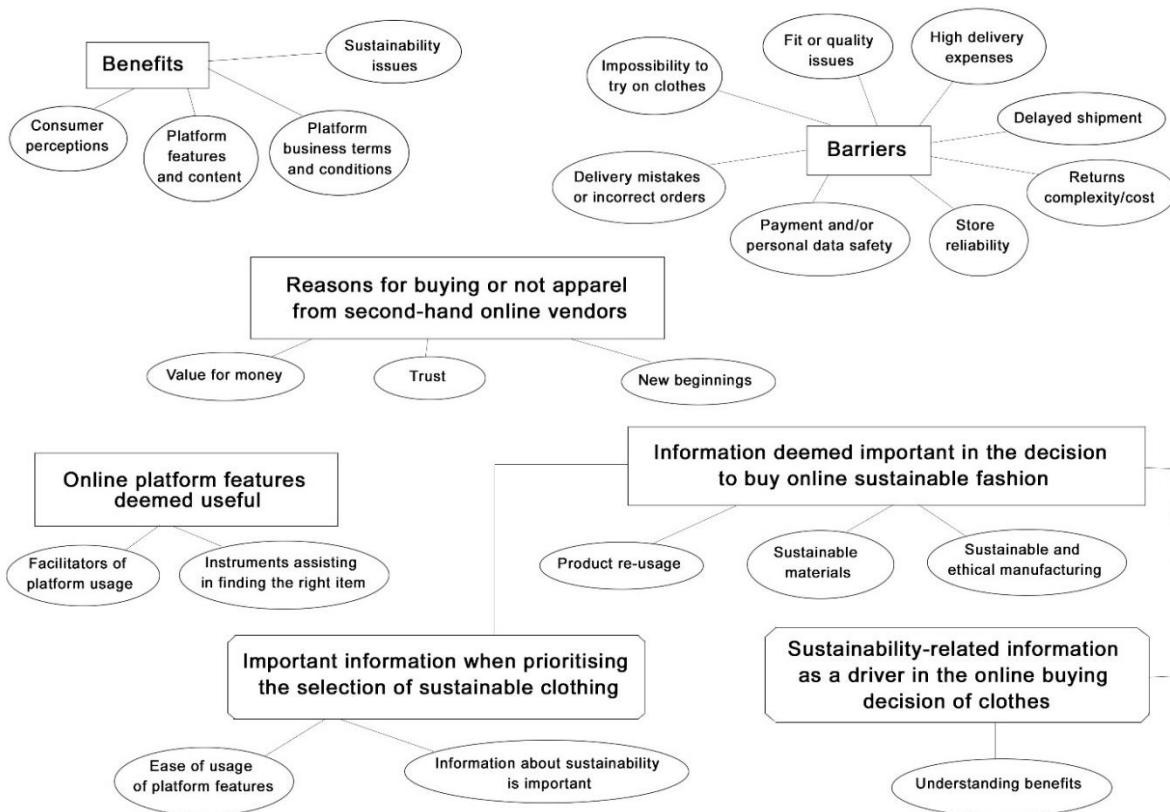 Benefits
Sustainability
issues
Consumer
perceptions
Platform
features
and content
Platform
business terms
and conditions
Barriers
Impossibility to
try on clothes
Fit or quality
issues
High delivery
expenses
Delayed shipment
Returns
complexity/cost
Store
reliability
Payment and/or
personal data safety
Delivery mistakes
or incorrect orders
Reasons for buying or not apparel
from second-hand online vendors
Value for money
Trust
New beginnings
Online platform features
deemed useful
Facilitators of
platform usage
Instruments assisting
in finding the right item
Information deemed important in the decision
to buy online sustainable fashion
Product re-usage
Sustainable
materials
Sustainable and
ethical manufacturing
Important information when prioritising
the selection of sustainable clothing
Ease of usage
of platform features
Information about sustainability
is important
Sustainability-related information
as a driver in the online buying
decision of clothes
Understanding benefits